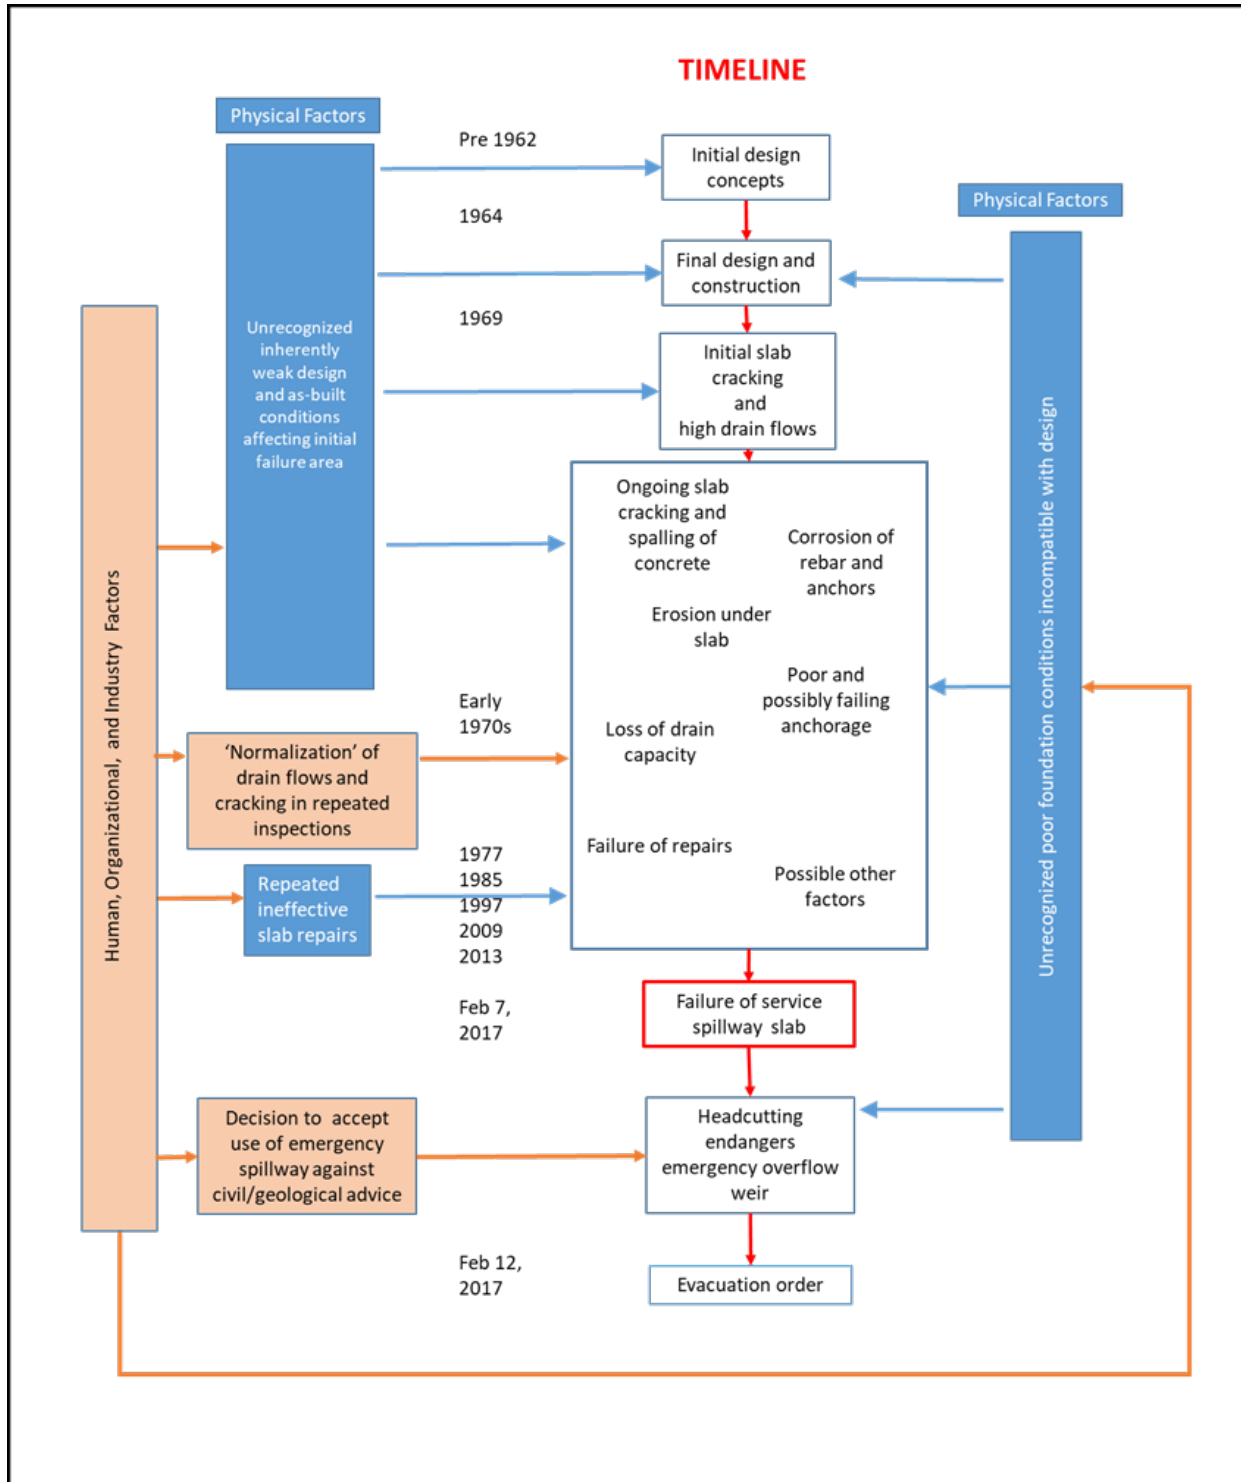 TIMELINE
Physical Factors
Pre 1962
Initial design
concepts
Physical Factors
1964
Final design and
construction
1969
Unrecognized
inherently
weak design
and as-built
conditions
affecting initial
failure area
Initial slab
cracking
and
high drain flows
Ongoing slab
cracking and
spalling of
concrete
Corrosion of
rebar and
anchors
Erosion under
slab
Poor and
possibly failing
anchorage
Loss of drain
capacity
Failure of repairs
Possible other
factors
Human, Organizational, and Industry Factors
Unrecognized poor foundation conditions incompatible with design
Early
1970s
‘Normalization’ of
drain flows and
cracking in repeated
inspections
1977
1985
1997
2009
2013
Repeated
ineffective
slab repairs
Feb 7,
2017
Failure of service
spillway slab
Decision to accept
use of emergency
spillway against
civil/geological advice
Headcutting
endangers
emergency overflow
weir
Feb 12,
2017
Evacuation order